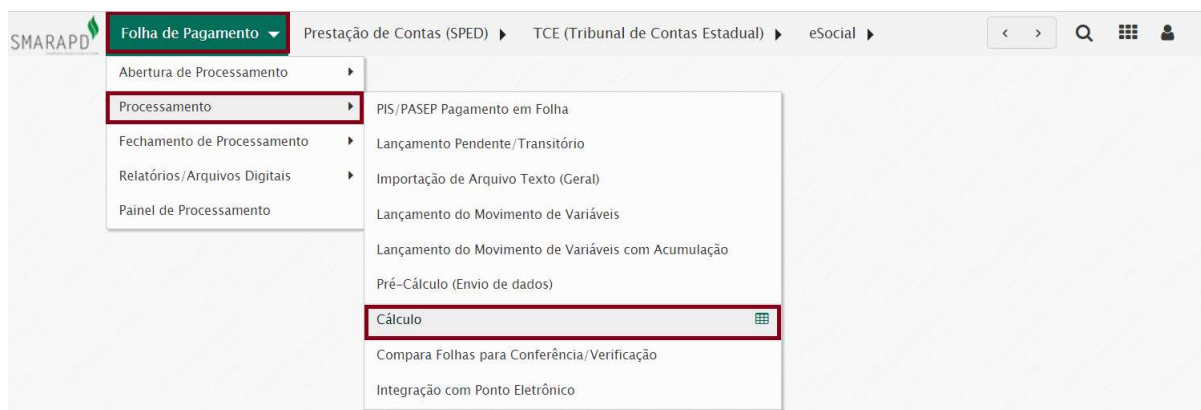 SMARAPD
Folha de Pagamento Prestação de Contas (SPED) TCE (Tribunal de Contas Estadual) eSocial
Abertura de Processamento
Processamento
Fechamento de Processamento
Relatórios/Arquivos Digitais
Painel de Processamento
PIS/PASEP Pagamento em Folha
Lançamento Pendente/Transitório
Importação de Arquivo Texto (Geral)
Lançamento do Movimento de Variáveis
Lançamento do Movimento de Variáveis com Acumulação
Pré-Cálculo (Envio de dados)
Cálculo
Compara Folhas para Conferência/Verificação
Integração com Ponto Eletrônico